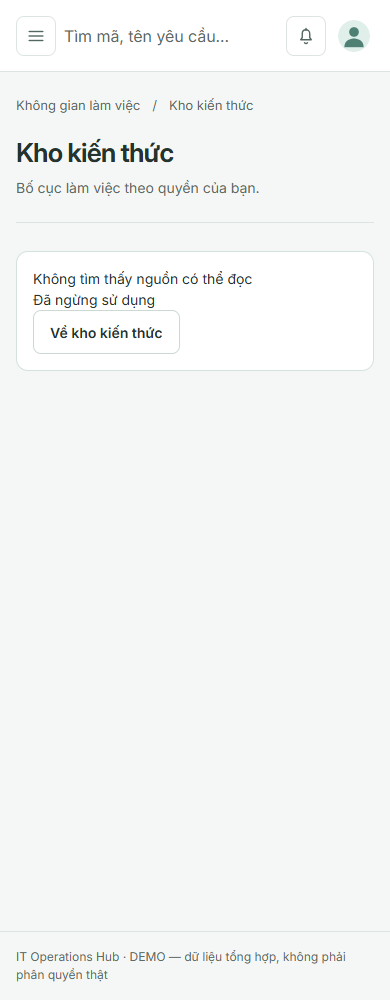 Tìm mã, tên yêu cầu...
Không gian làm việc / Kho kiến thức
Kho kiến thức
Bố cục làm việc theo quyền của bạn.
Không tìm thấy nguồn có thể đọc
Đã ngừng sử dụng
Về kho kiến thức
IT Operations Hub · DEMO — dữ liệu tổng hợp, không phải
phân quyền thật